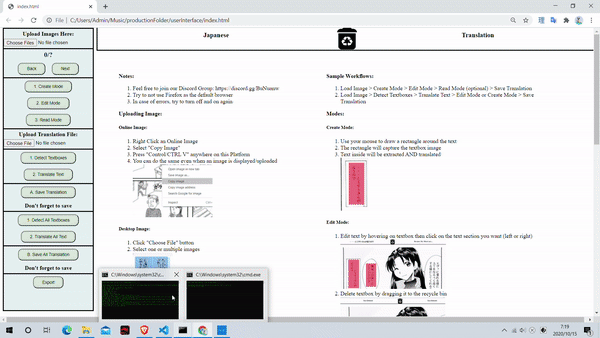 index.html
File | C:/Users/Admin/Music/productionFolder/userInterface/index.html
Upload Images Here:
Choose Files No file chosen
0/?
Back Next
1. Create Mode
2. Edit Mode
3. Read Mode
Upload Translation File:
Choose File No file chosen
1. Detect Textboxes
2. Translate Text
A. Save Translation
Don't forget to save
1. Detect All Textboxes
2. Translate All Text
B. Save All Translation
Don't forget to save
Export
Japanese
Translation
Notes:
1. Feel free to join our Discord Group: https://discord.gg/
2. Try to not use Firefox as the default browser
3. In case of errors, try to turn off and on again
Uploading Image:
Online Image:
1. Right Click an Online Image
2. Select "Copy Image"
3. Press "Control CTRL V" anywhere on this Platform
4. You can do the same even when an image is displayed/uploaded
Desktop Image:
1. Click "Choose File" button
2. Select one or multiple images
Sample Workflows:
1. Load Image > Create Mode > Edit Mode > Read Mode (optional) > Save Translation
2. Load Image > Detect Textboxes > Translate Text > Edit Mode or Create Mode > Save
Translation
Modes:
Create Mode:
1. Use your mouse to draw a rectangle around the text
2. The rectangle will capture the textbox image
3. Text inside will be extracted AND translated
Edit Mode:
1. Edit text by hovering on textbox then click on the text section you want (left or right)
2. Delete textbox by dragging it to the recycle bin
C:\Windows\system32\c...
C:\Windows\system32\cmd.exe
7:19
2020/10/15